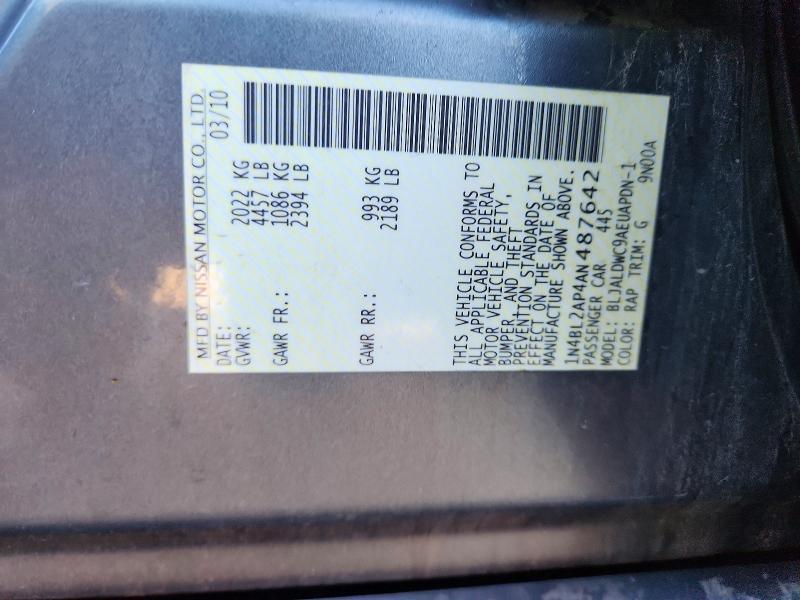 MFD BY NISSAN MOTOR CO., LTD.
DATE: 03/10
GVWR: 2022 KG
4457 LB
GAWR FR.: 1086 KG
2394 LB
GAWR RR.: 993 KG
2189 LB
THIS VEHICLE CONFORMS TO
ALL APPLICABLE FEDERAL
MOTOR VEHICLE SAFETY,
BUMPER, AND THEFT
PREVENTION STANDARDS IN
EFFECT ON THE DATE OF
MANUFACTURE SHOWN ABOVE.
1N4BL2AP4AN487642
PASSENGER CAR 445
MODEL: BLJALDWC9AEUAPDN-1
COLOR: RAP TRIM: G 9N00A